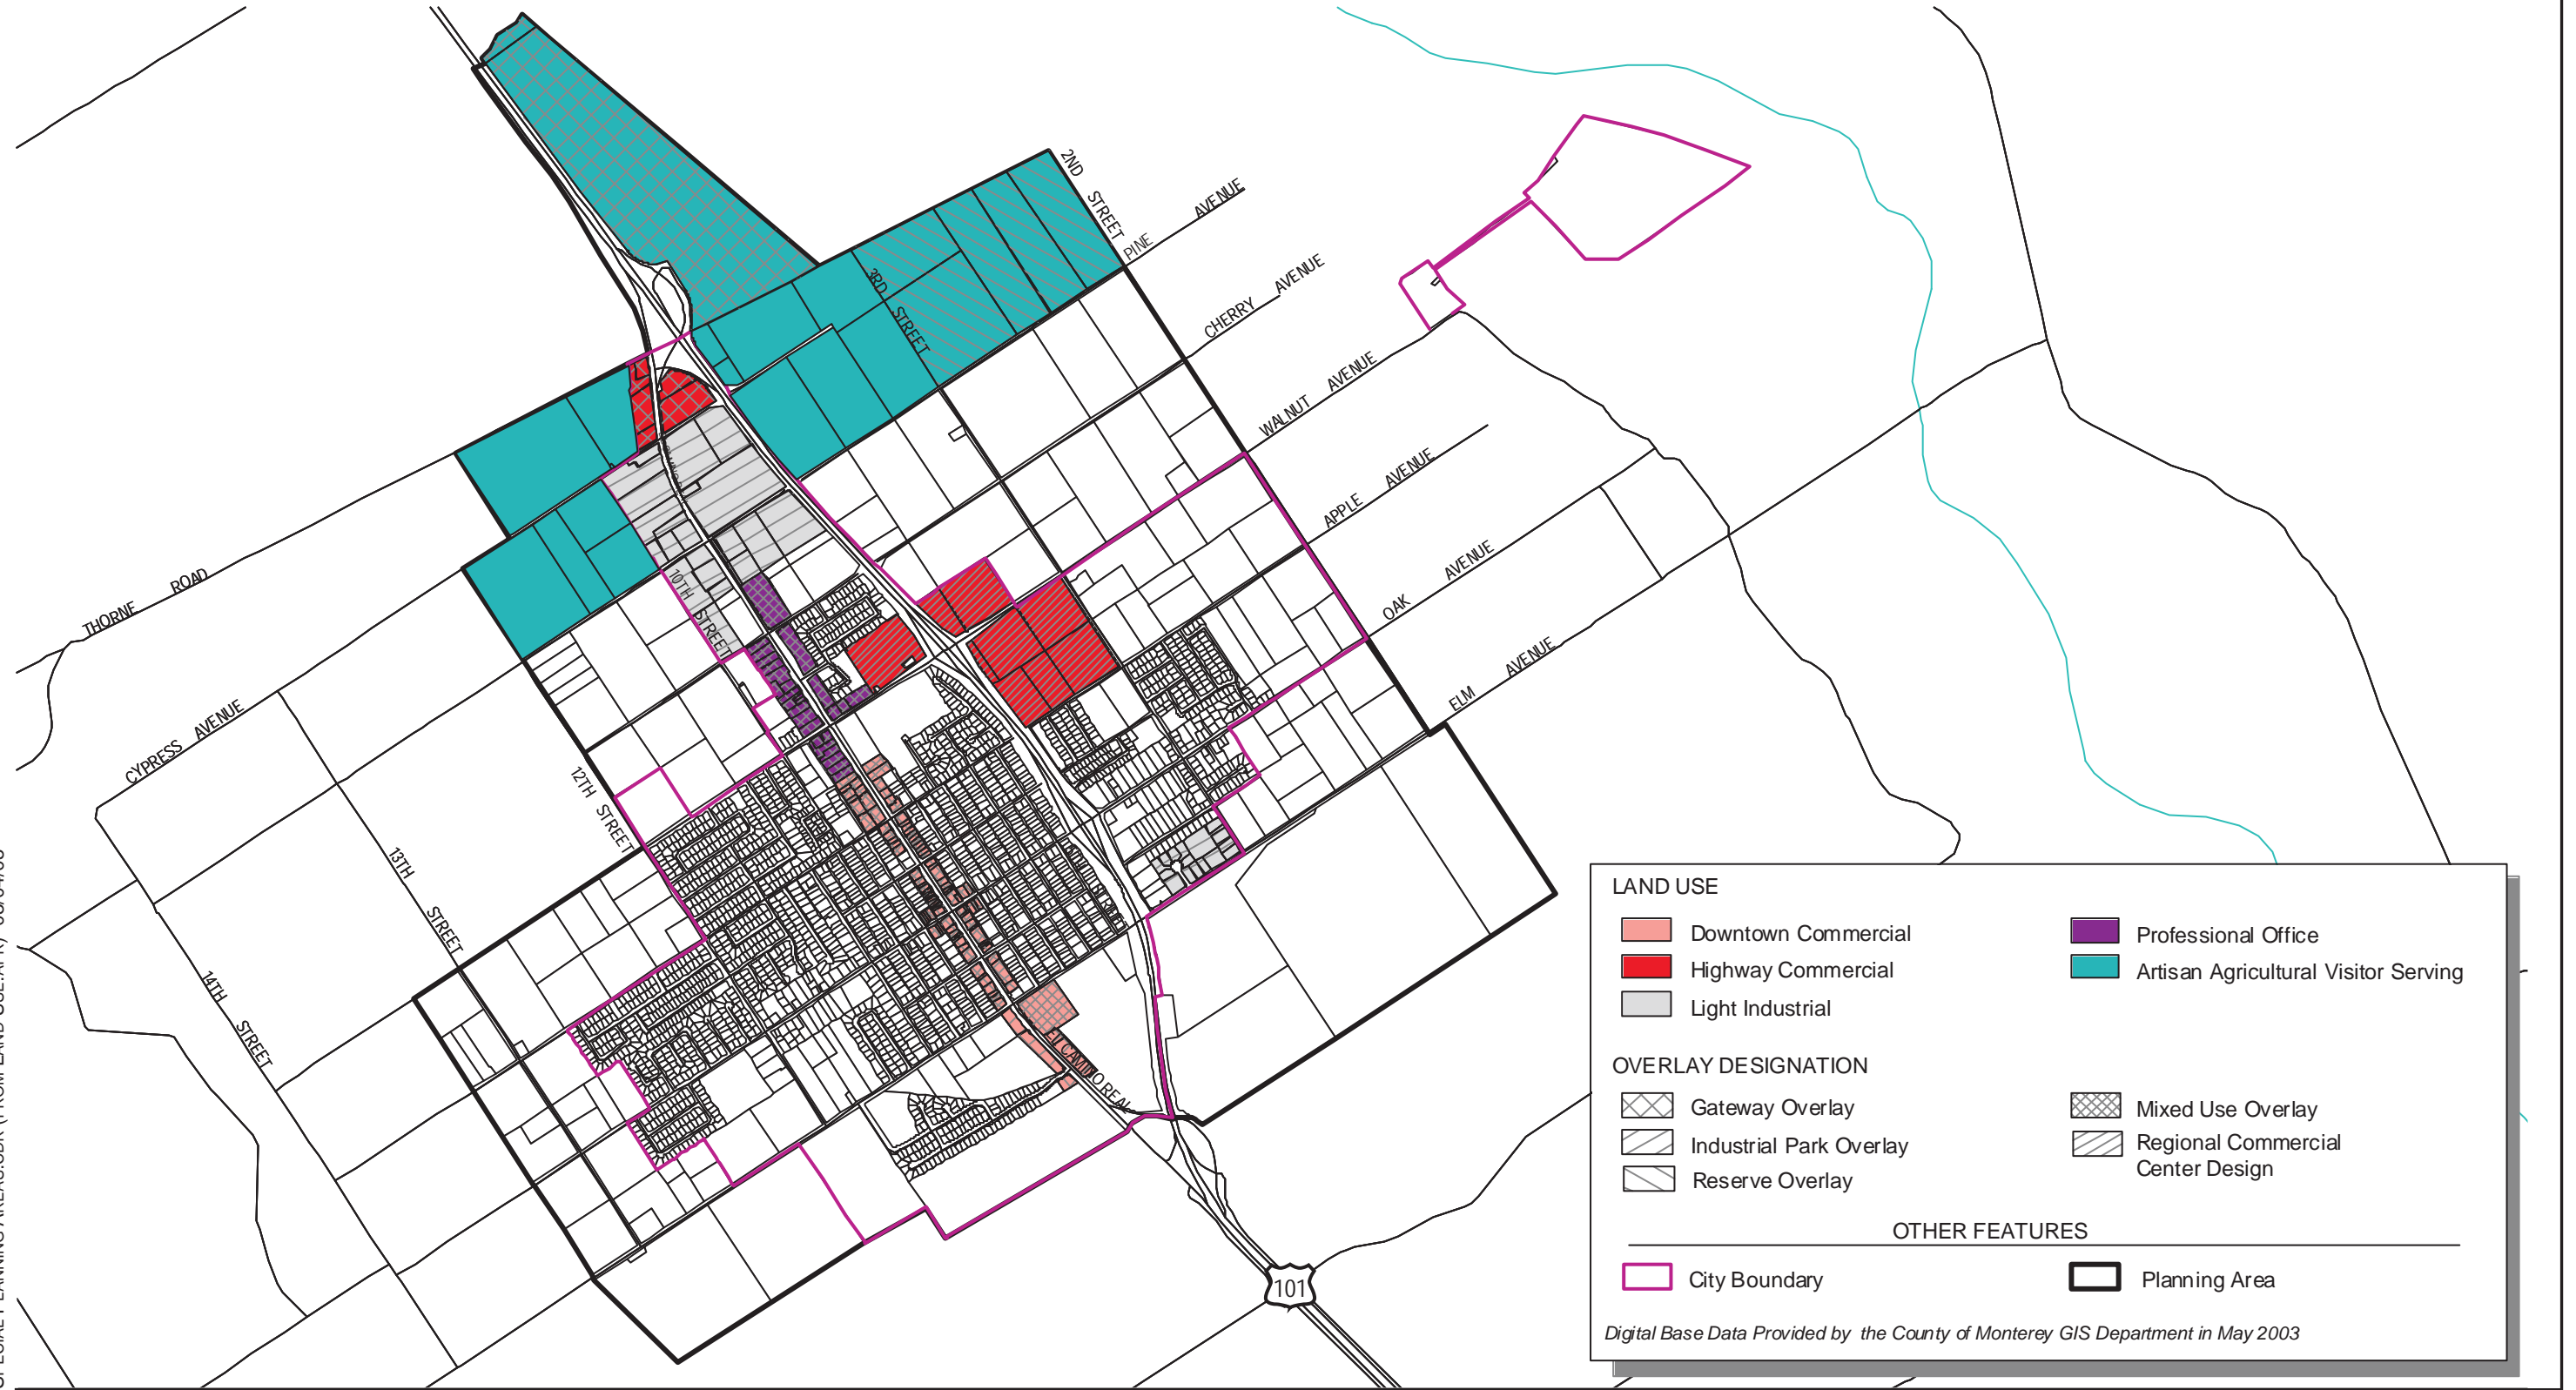 2ND STREET
PINE AVENUE
3RD STREET
CHERRY AVENUE
WALNUT AVENUE
APPLE AVENUE
OAK AVENUE
ELM AVENUE
THORNE ROAD
10TH STREET
CYPRESS AVENUE
12TH STREET
13TH STREET
14TH STREET
REAL
101
LAND USE
Downtown Commercial
Highway Commercial
Light Industrial
Professional Office
Artisan Agricultural Visitor Serving
OVERLAY DESIGNATION
Gateway Overlay
Industrial Park Overlay
Reserve Overlay
Mixed Use Overlay
Regional Commercial
Center Design
OTHER FEATURES
City Boundary
Planning Area
Digital Base Data Provided by the County of Monterey GIS Department in May 2003